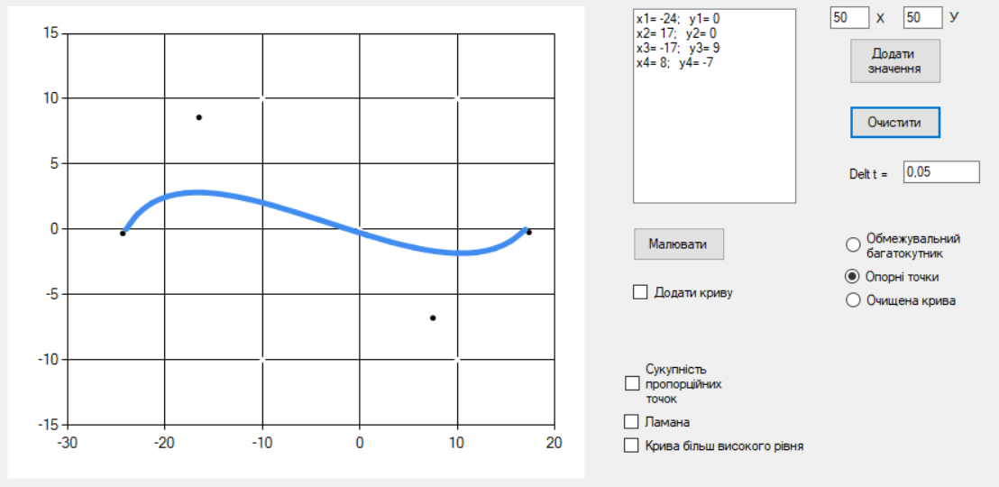 15
10
5
0
-5
-10
-15
-30 -20 -10 0 10 20
x1= -24; y1= 0
x2= 17; y2= 0
x3= -17; y3= 9
x4= 8; y4= -7
50 X 50 У
Додати
значення
Очистити
Delt t = 0,05
Малювати
Додати криву
Обмежувальний
багатокутник
Опорні точки
Очищена крива
Сукупність
пропорційних
точок
Ламана
Крива більш високого рівня